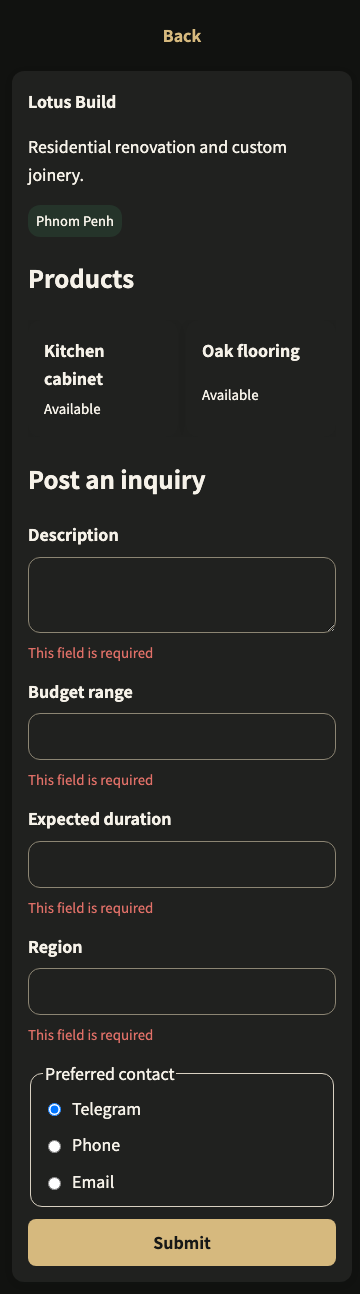 Back
Lotus Build
Residential renovation and custom
joinery.
Phnom Penh
Products
Kitchen
cabinet
Available
Oak flooring
Available
Post an inquiry
Description
This field is required
Budget range
This field is required
Expected duration
This field is required
Region
This field is required
Preferred contact
Telegram
Phone
Email
Submit